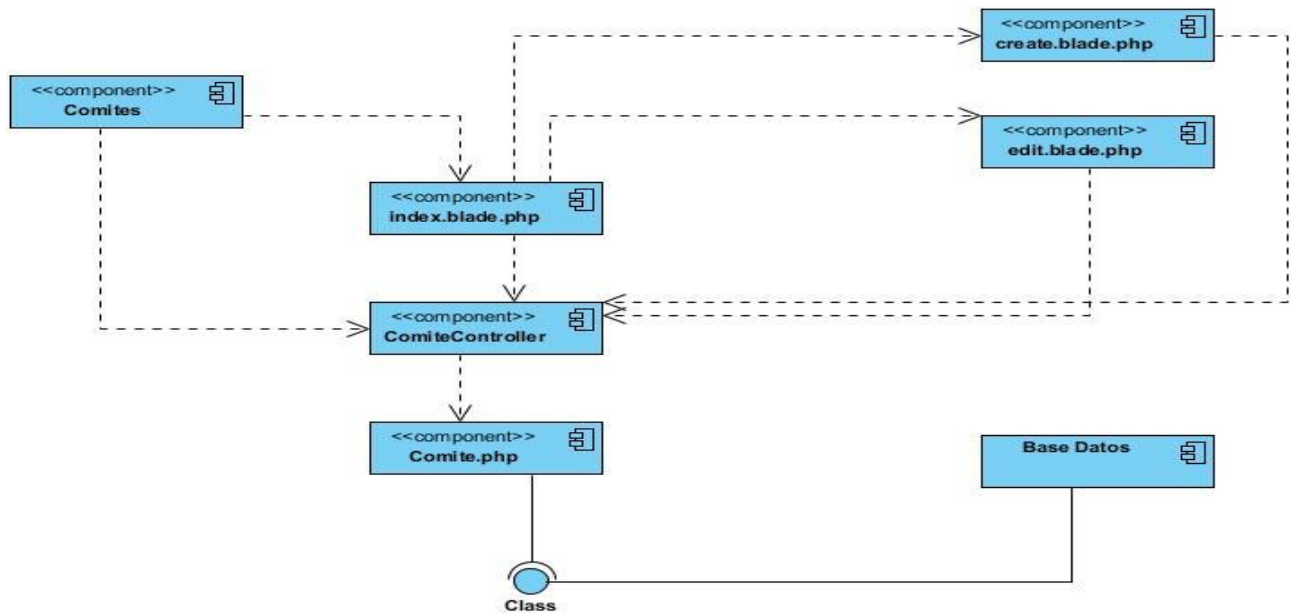 <<component>>
create.blade.php
<<component>>
Comites
<<component>>
edit.blade.php
<<component>>
index.blade.php
<<component>>
ComiteController
<<component>>
Comite.php
Base Datos
Class